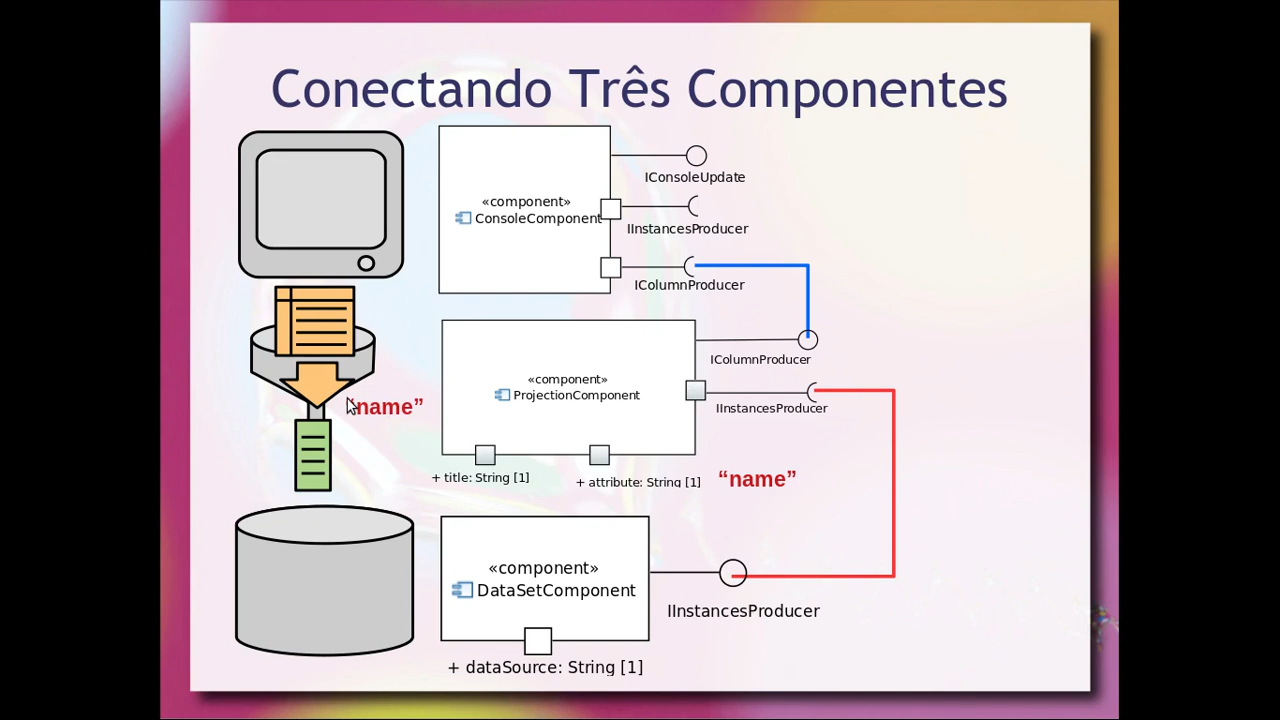 Conectando Três Componentes
IConsoleUpdate
«component»
ConsoleComponent
IInstancesProducer
IColumnProducer
IColumnProducer
«component»
ProjectionComponent
IInstancesProducer
“name”
+ title: String [1]
+ attribute: String [1]
“name”
«component»
DataSetComponent
IInstancesProducer
+ dataSource: String [1]